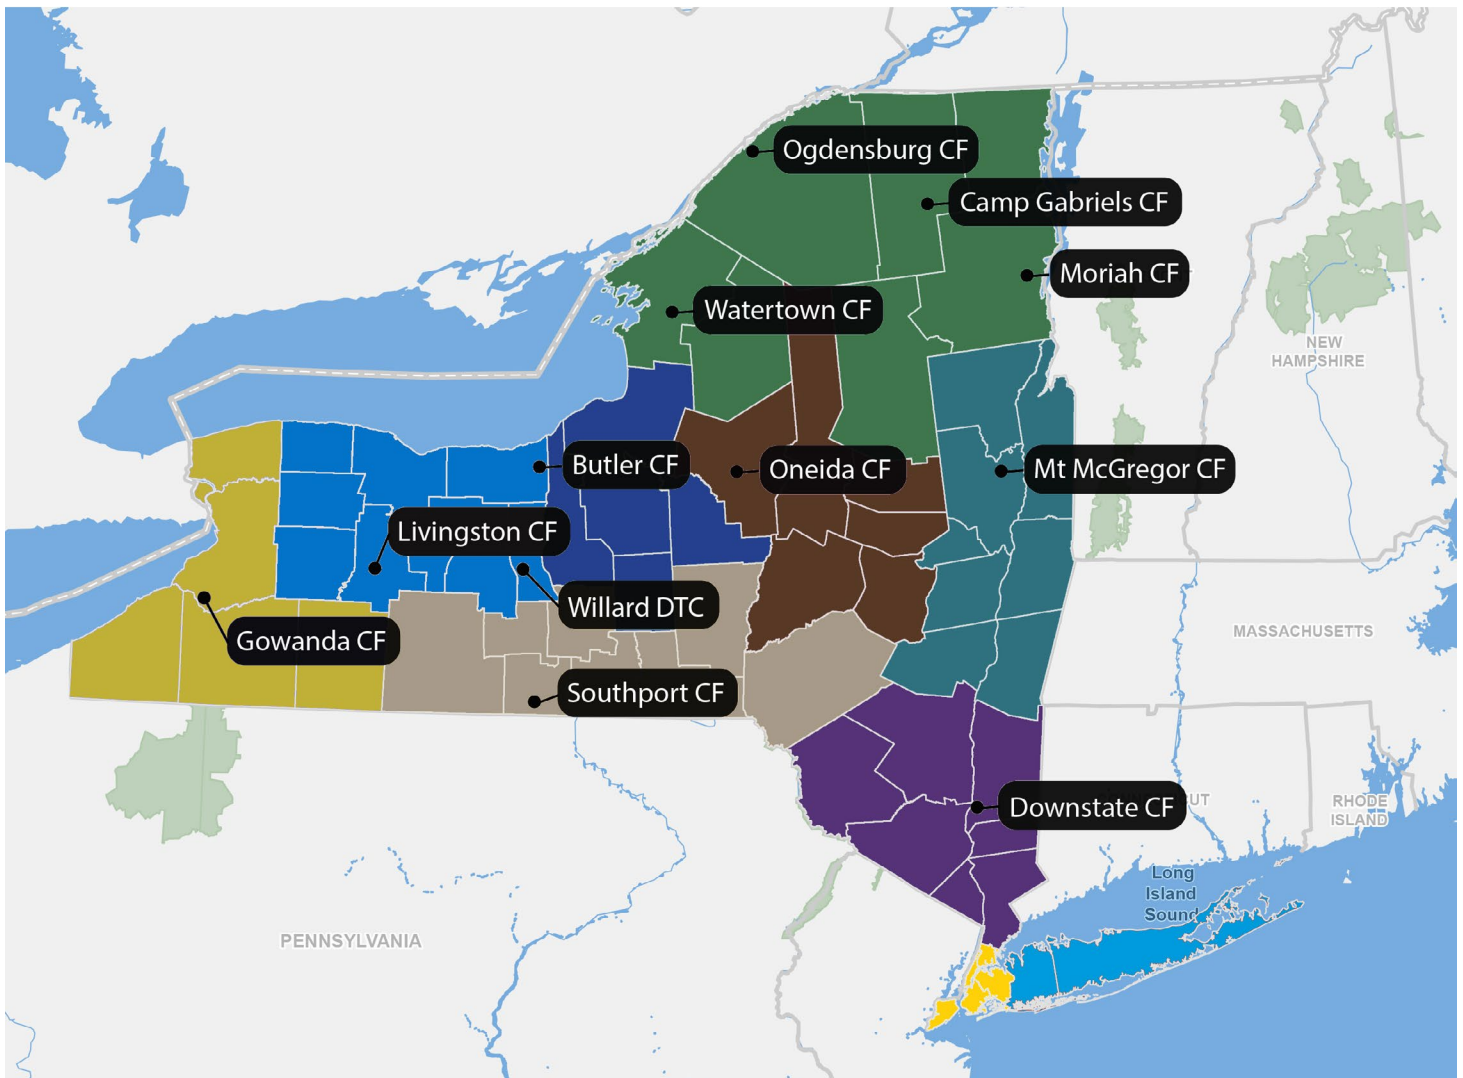 Ogdensburg CF
Camp Gabriels CF
Moriah CF
Watertown CF
NEW
HAMPSHIRE
Butler CF
Oneida CF
Mt McGregor CF
Livingston CF
Willard DTC
Gowanda CF
MASSACHUSETTS
Southport CF
Downstate CF
UT
RHODE
ISLAND
Long
Island
Sound
PENNSYLVANIA